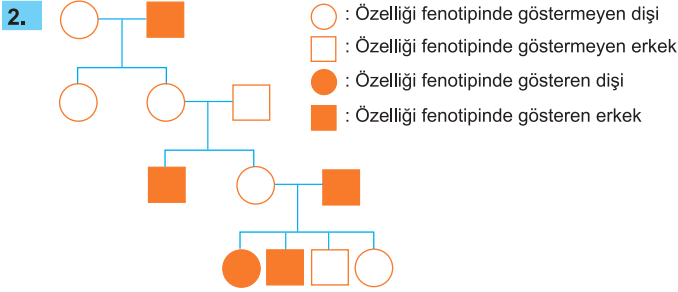 2.
: Özelliği fenotipinde göstermeyen dişi
: Özelliği fenotipinde göstermeyen erkek
: Özelliği fenotipinde gösteren dişi
: Özelliği fenotipinde gösteren erkek